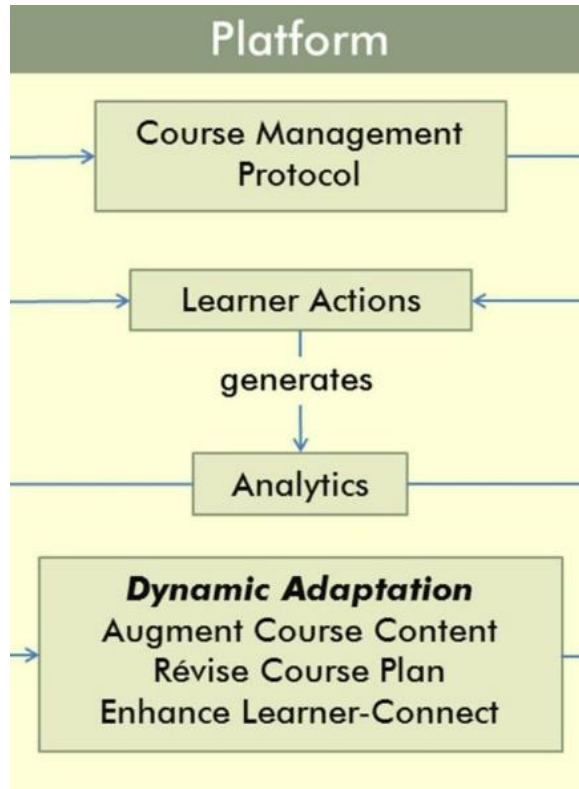 Platform
Course Management
Protocol
Learner Actions
generates
Analytics
Dynamic Adaptation
Augment Course Content
Révise Course Plan
Enhance Learner-Connect